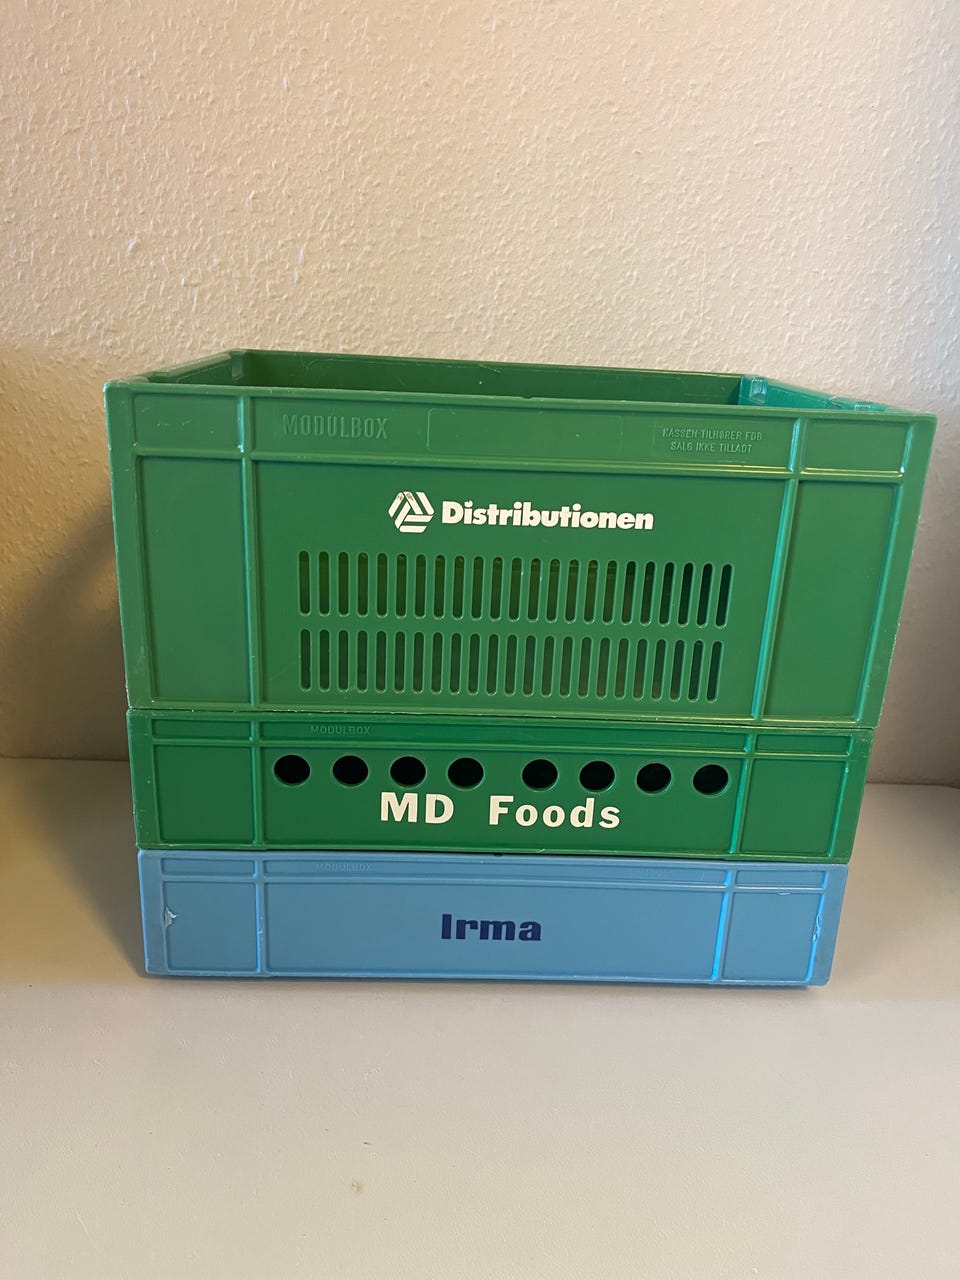 MODULBOX
KASSEN TILHØRER FDB
SALG IKKE TILLADT
Distributionen
MODULBOX
MD Foods
MODULBOX
Irma